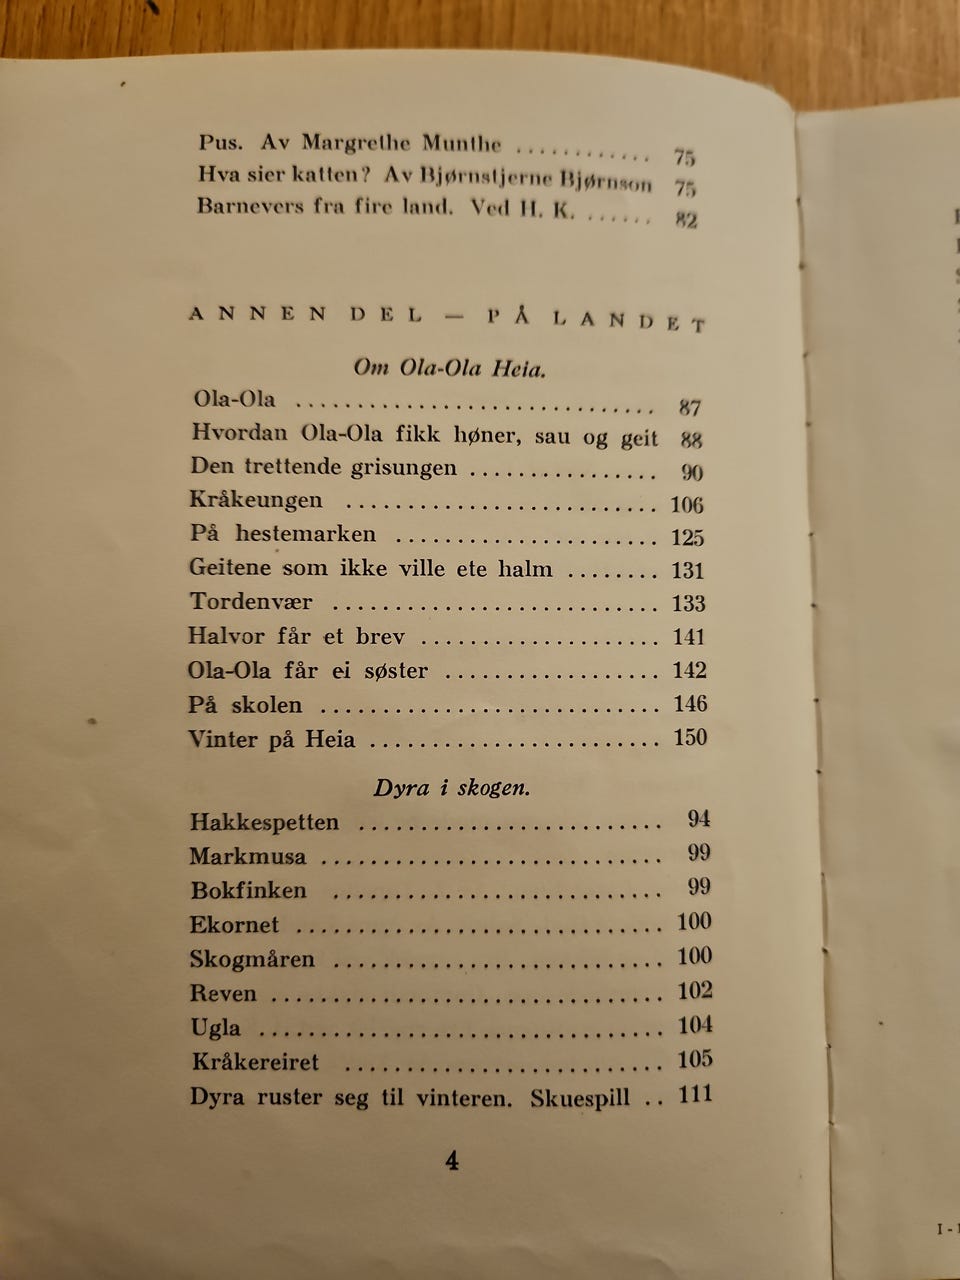 Pus. Av Margrethe Munthe ............ 75
Hva sier katten? Av Bjørnstjerne Bjørnson 75
Barnevers fra fire land. Ved H. K. ...... 82
ANNEN DEL — PÅ LANDET
Om Ola-Ola Heia.
Ola-Ola .............................. 87
Hvordan Ola-Ola fikk høner, sau og geit 88
Den trettende grisungen ................ 90
Kråkeungen .......................... 106
På hestemarken ...................... 125
Geitene som ikke ville ete halm ........ 131
Tordenvær ........................... 133
Halvor får et brev .................... 141
Ola-Ola får ei søster .................. 142
På skolen ............................ 146
Vinter på Heia ........................ 150
Dyra i skogen.
Hakkespetten ......................... 94
Markmusa ............................ 99
Bokfinken ........................... 99
Ekornet .............................. 100
Skogmåren ........................... 100
Reven ................................ 102
Ugla ................................. 104
Kråkereiret .......................... 105
Dyra ruster seg til vinteren. Skuespill .. 111
4